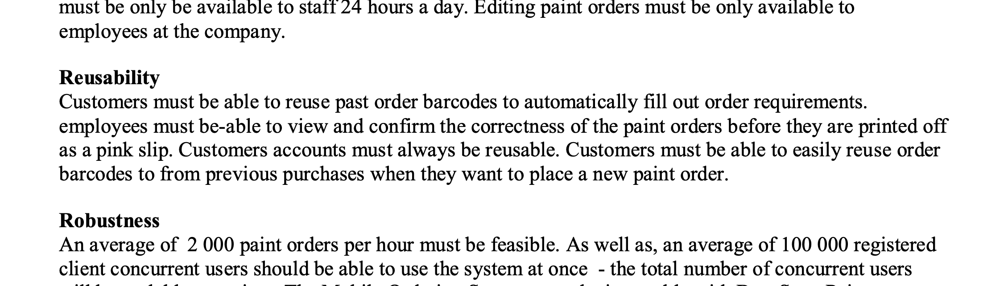 must be only be available to staff 24 hours a day. Editing paint orders must be only available to
employees at the company.
Reusability
Customers must be able to reuse past order barcodes to automatically fill out order requirements.
employees must be-able to view and confirm the correctness of the paint orders before they are printed off
as a pink slip. Customers accounts must always be reusable. Customers must be able to easily reuse order
barcodes to from previous purchases when they want to place a new paint order.
Robustness
An average of  2 000 paint orders per hour must be feasible. As well as, an average of 100 000 registered
client concurrent users should be able to use the system at once  - the total number of concurrent users